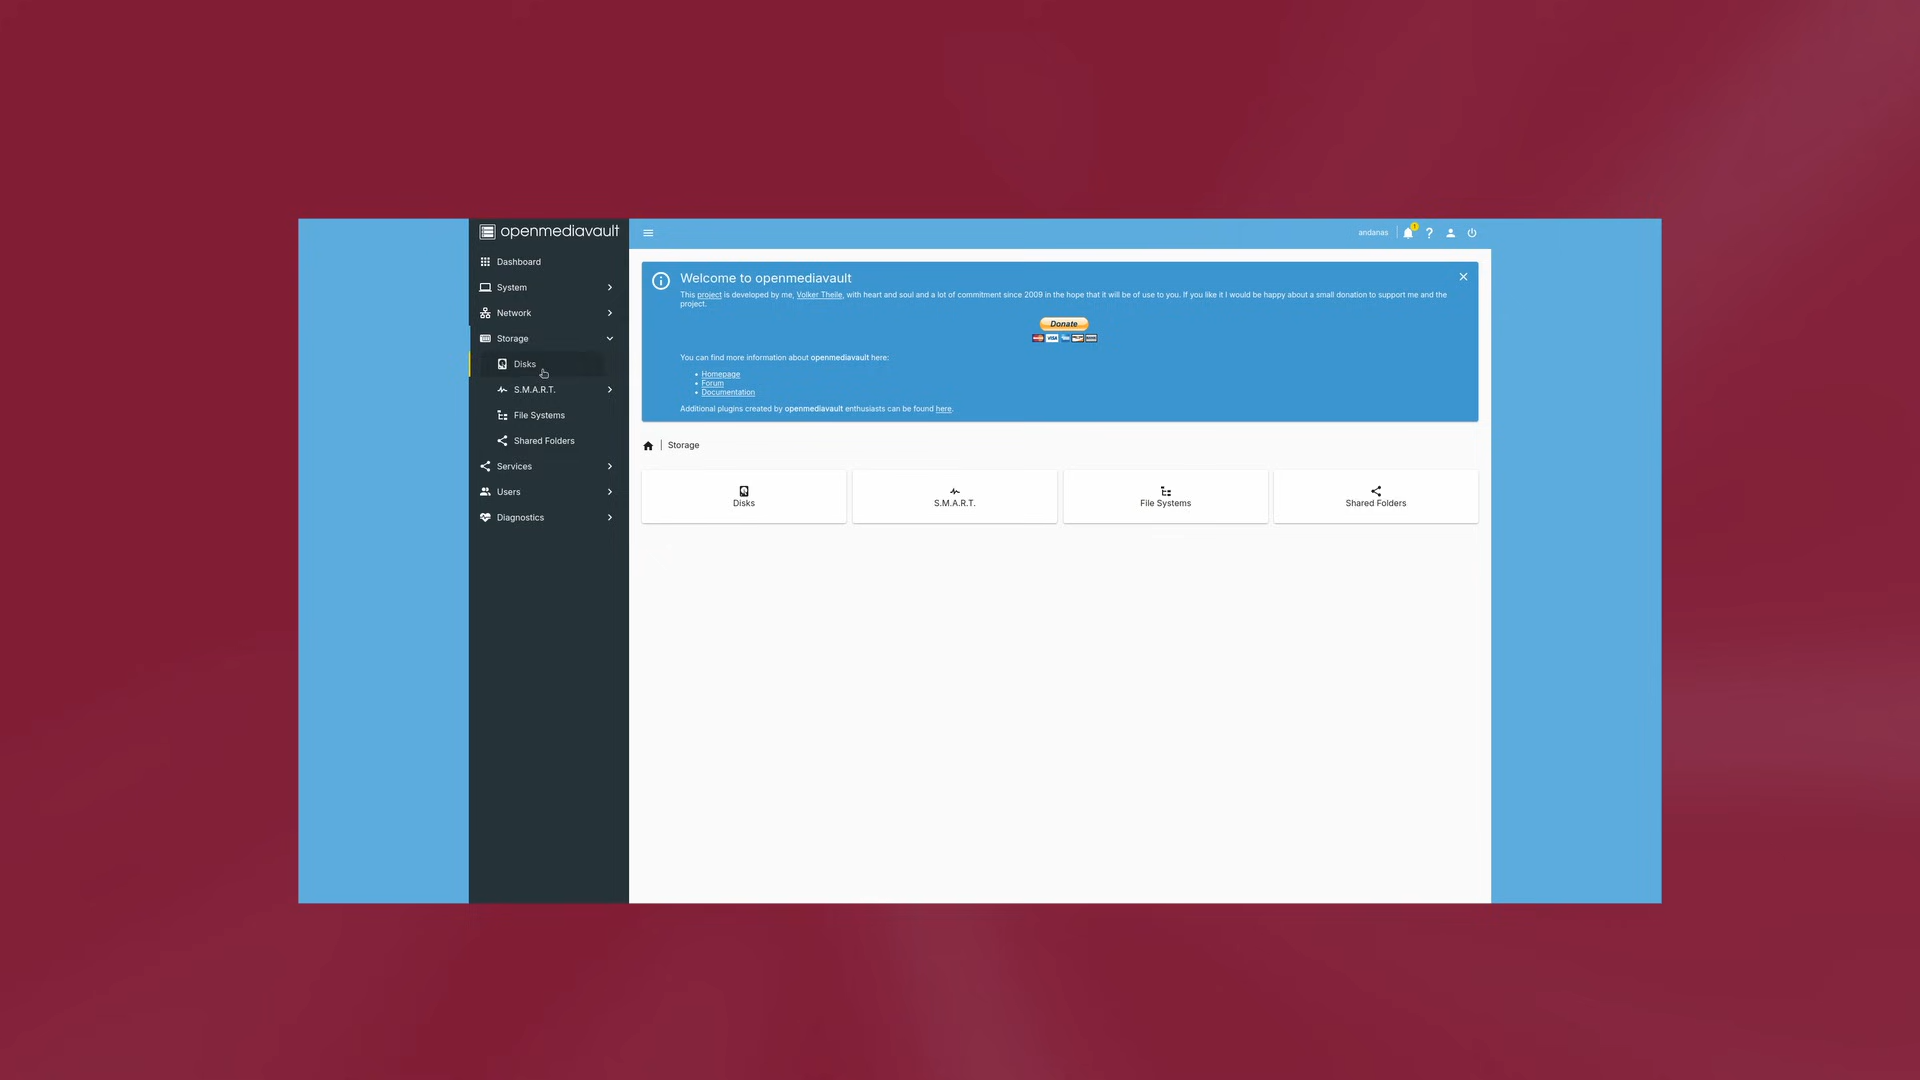 openmediavault
andanas
!
?
Dashboard
System
Network
Storage
Disks
S.M.A.R.T.
File Systems
Shared Folders
Services
Users
Diagnostics
Welcome to openmediavault
This project is developed by me, Volker Theile, with heart and soul and a lot of commitment since 2009 in the hope that it will be of use to you. If you like it I would be happy about a small donation to support me and the
project.
Donate
You can find more information about openmediavault here:
• Homepage
• Forum
• Documentation
Additional plugins created by openmediavault enthusiasts can be found here.
Storage
Disks
S.M.A.R.T.
File Systems
Shared Folders